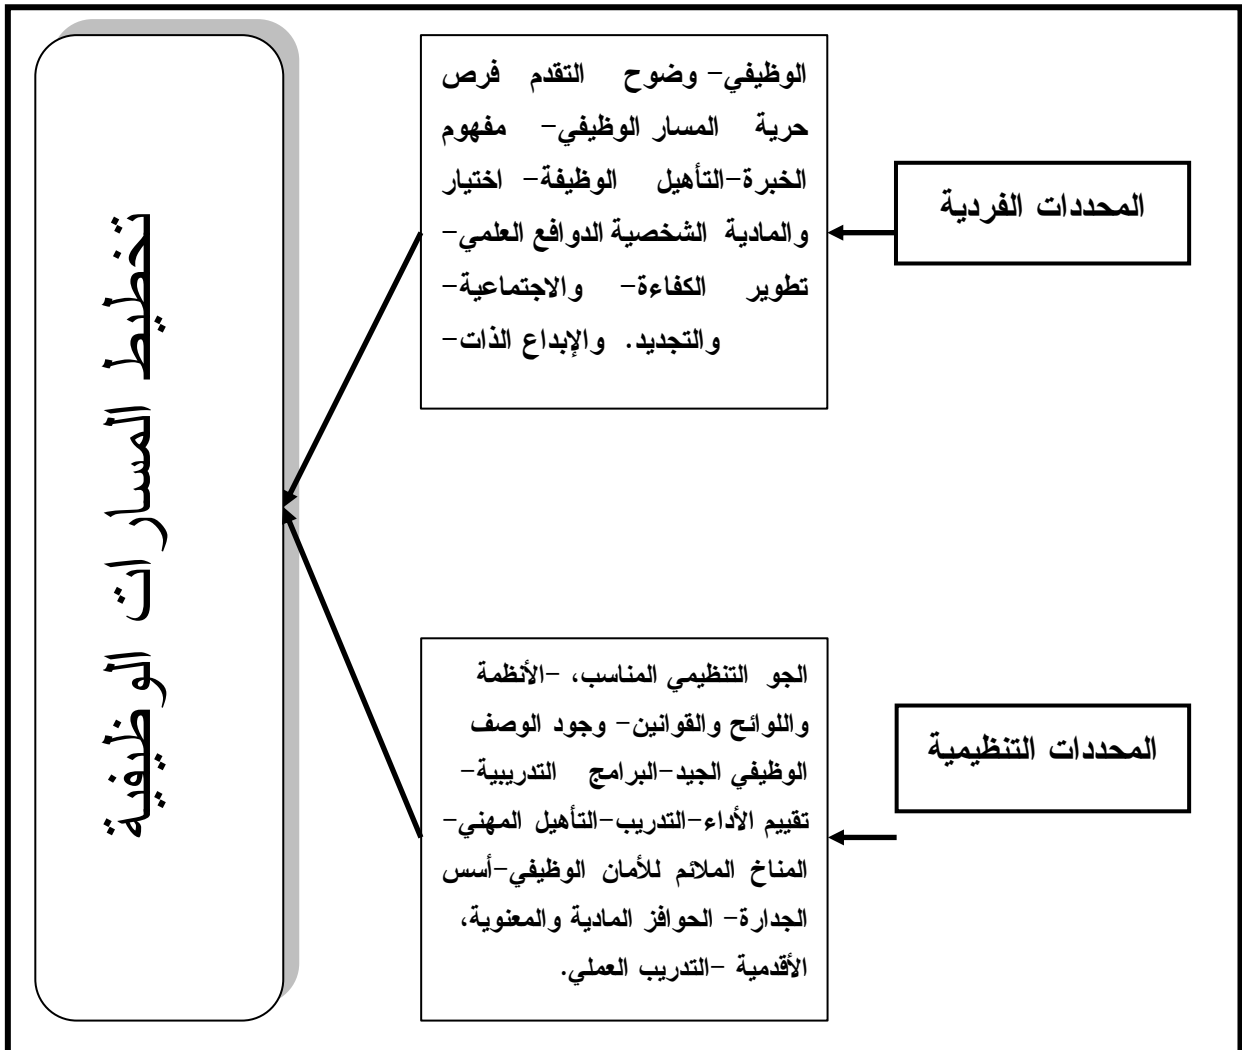 المحددات الفردية
الوظيفي- وضوح التقدم فرص
حرية المسار الوظيفي- مفهوم
الخبرة-التأهيل الوظيفة- اختيار
والمادية الشخصية الدوافع العلمي-
تطوير الكفاءة- والاجتماعية-
والتجديد. والإبداع الذات-
المحددات التنظيمية
الجو التنظيمي المناسب، -الأنظمة
واللوائح والقوانين- وجود الوصف
الوظيفي الجيد-البرامج التدريبية-
تقييم الأداء-التدريب-التأهيل المهني-
المناخ الملائم للأمان الوظيفي-أسس
الجدارة- الحوافز المادية والمعنوية،
الأقدمية -التدريب العملي.
تخطيط المسارات الوظيفية